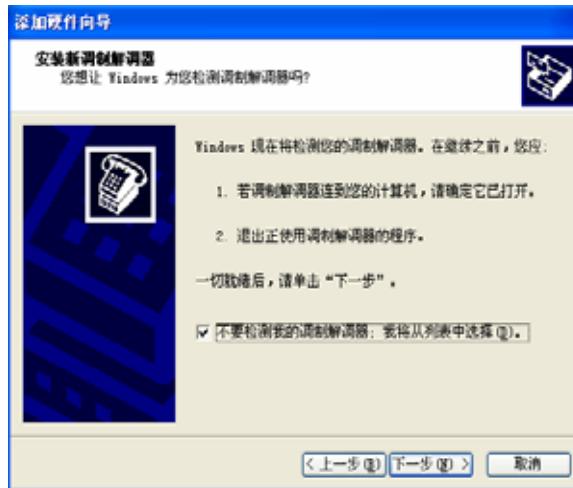 添加硬件向导
安装新调制解调器
您想让 Windows 为您检测调制解调器吗?
Windows 现在将检测您的调制解调器。在继续之前，您应:
1. 若调制解调器连到您的计算机，请确定它已打开。
2. 退出正使用调制解调器的程序。
一切就绪后，请单击“下一步”。
不要检测我的调制解调器; 我将从列表中选择(D)。
< 上一步(B) 下一步(N) > 取消